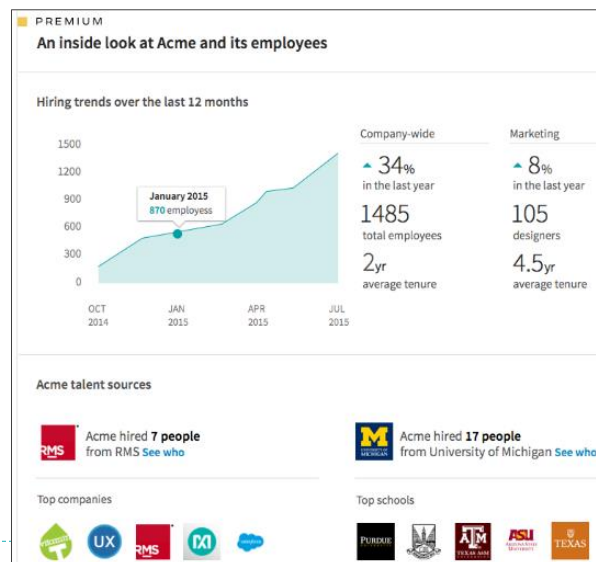 PREMIUM
An inside look at Acme and its employees
Hiring trends over the last 12 months
1500
1200
900
600
300
0
January 2015
870 employess
OCT
2014
JAN
2015
APR
2015
JUL
2015
Company-wide
34%
in the last year
1485
total employees
2yr
average tenure
Marketing
8%
in the last year
105
designers
4.5yr
average tenure
Acme talent sources
RMS
Acme hired 7 people
from RMS See who
M
Acme hired 17 people
from University of Michigan See who
Top companies
UX
RMS
Top schools
PURDUE
TEXAS A&M
ASU
TEXAS